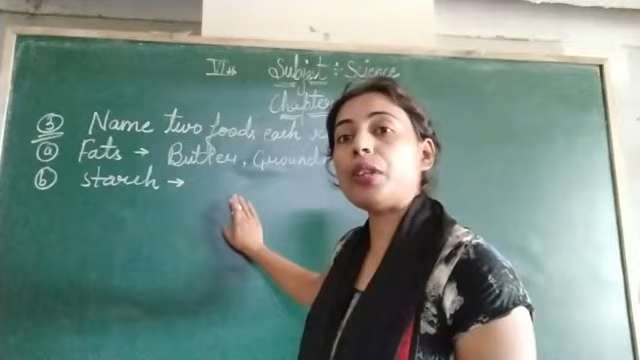 VIth Subject :- Science
Chapter
③ Name two foods each
ⓐ Fats → Butter, Ground
ⓑ starch →